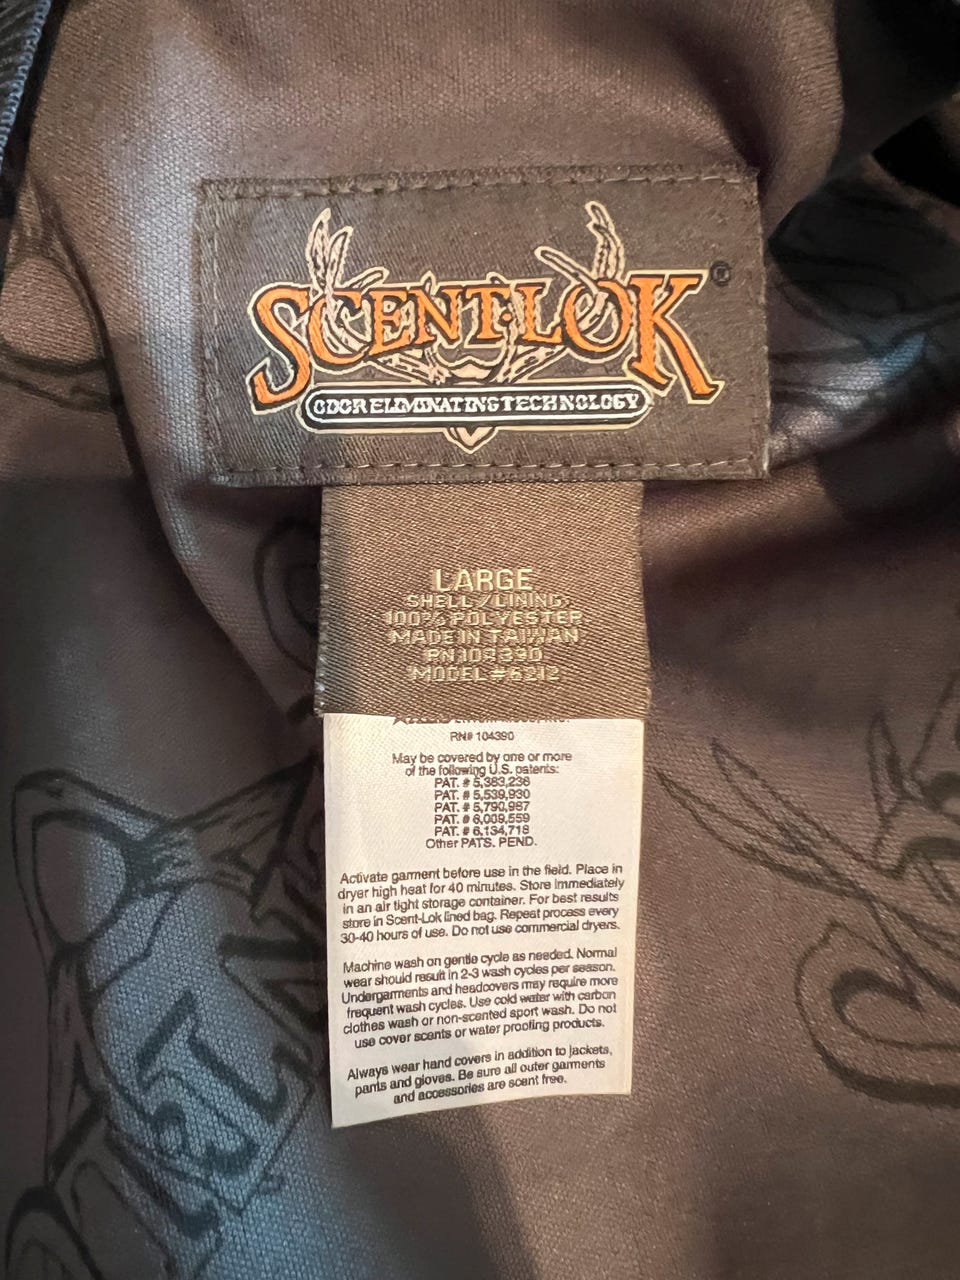 SCENT-LOK®
ODOR ELIMINATING TECHNOLOGY
LARGE
SHELL/LINING:
100% POLYESTER
MADE IN TAIWAN
MODEL#6212
RN# 104390
May be covered by one or more
of the following U.S. patents:
PAT. # 5,383,236
PAT. # 5,539,930
PAT. # 5,790,987
PAT. # 6,009,559
PAT. # 6,134,718
Other PATS. PEND.
Activate garment before use in the field. Place in
dryer high heat for 40 minutes. Store immediately
in an air tight storage container. For best results
store in Scent-Lok lined bag. Repeat process every
30-40 hours of use. Do not use commercial dryers.
Machine wash on gentle cycle as needed. Normal
wear should result in 2-3 wash cycles per season.
Undergarments and headcovers may require more
frequent wash cycles. Use cold water with carbon
clothes wash or non-scented sport wash. Do not
use cover scents or water proofing products.
Always wear hand covers in addition to jackets,
pants and gloves. Be sure all outer garments
and accessories are scent free.